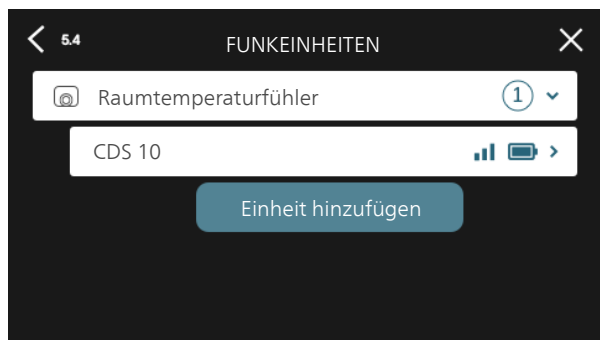 5.4 FUNKEINHEITEN
Raumtemperaturfühler 1
CDS 10
Einheit hinzufügen